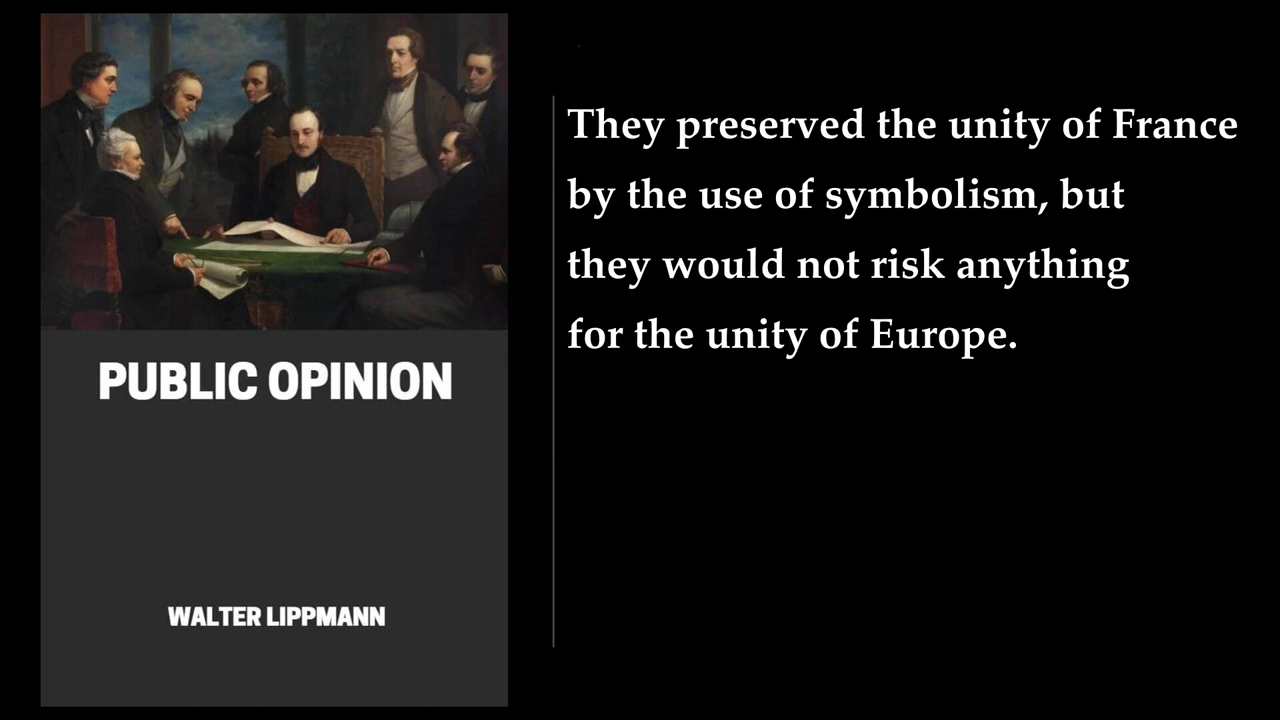 PUBLIC OPINION
WALTER LIPPMANN
They preserved the unity of France
by the use of symbolism, but
they would not risk anything
for the unity of Europe.